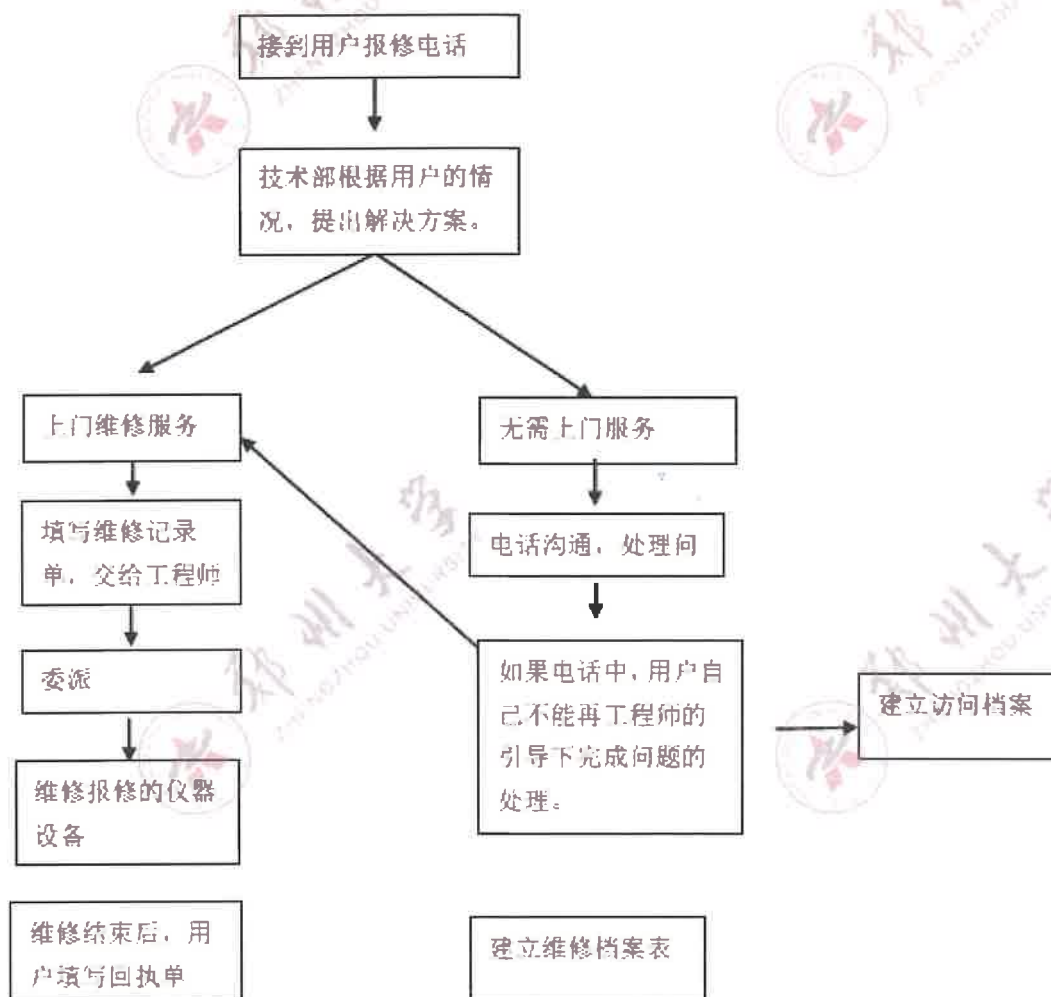 接到用户报修电话
技术部根据用户的情
况，提出解决方案。
上门维修服务
无需上门服务
填写维修记录
单，交给工程师
电话沟通，处理问
委派
如果电话中，用户自
己不能再工程师的
引导下完成问题的
处理。
建立访问档案
维修报修的仪器
设备
维修结束后，用
户填写回执单
建立维修档案表